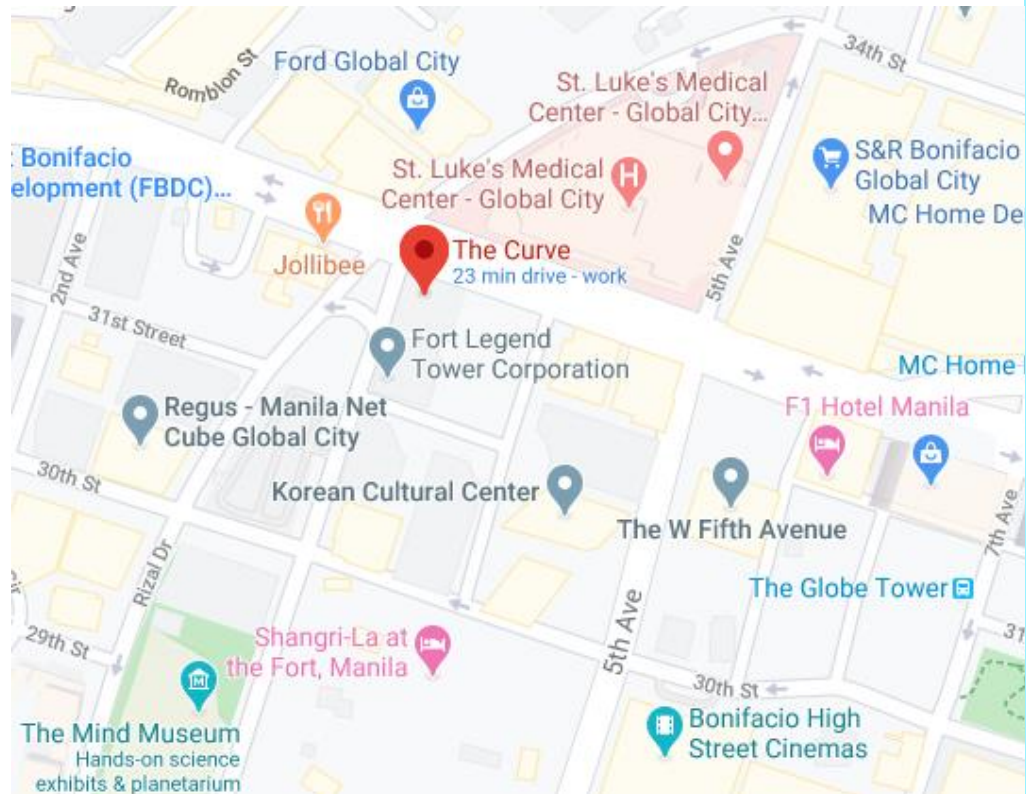 Romblon St
Ford Global City
St. Luke's Medical
Center - Global City...
34th St
Bonifacio
elopment (FBDC)...
St. Luke's Medical
Center - Global City
S&R Bonifacio
Global City
MC Home De
Jollibee
The Curve
23 min drive - work
2nd Ave
5th Ave
31st Street
Fort Legend
Tower Corporation
MC Home
Regus - Manila Net
Cube Global City
F1 Hotel Manila
30th St
Korean Cultural Center
The W Fifth Avenue
7th Ave
Rizal Dr
The Globe Tower
5th Ave
29th St
Shangri-La at
the Fort, Manila
31
30th St
The Mind Museum
Hands-on science
exhibits & planetarium
Bonifacio High
Street Cinemas